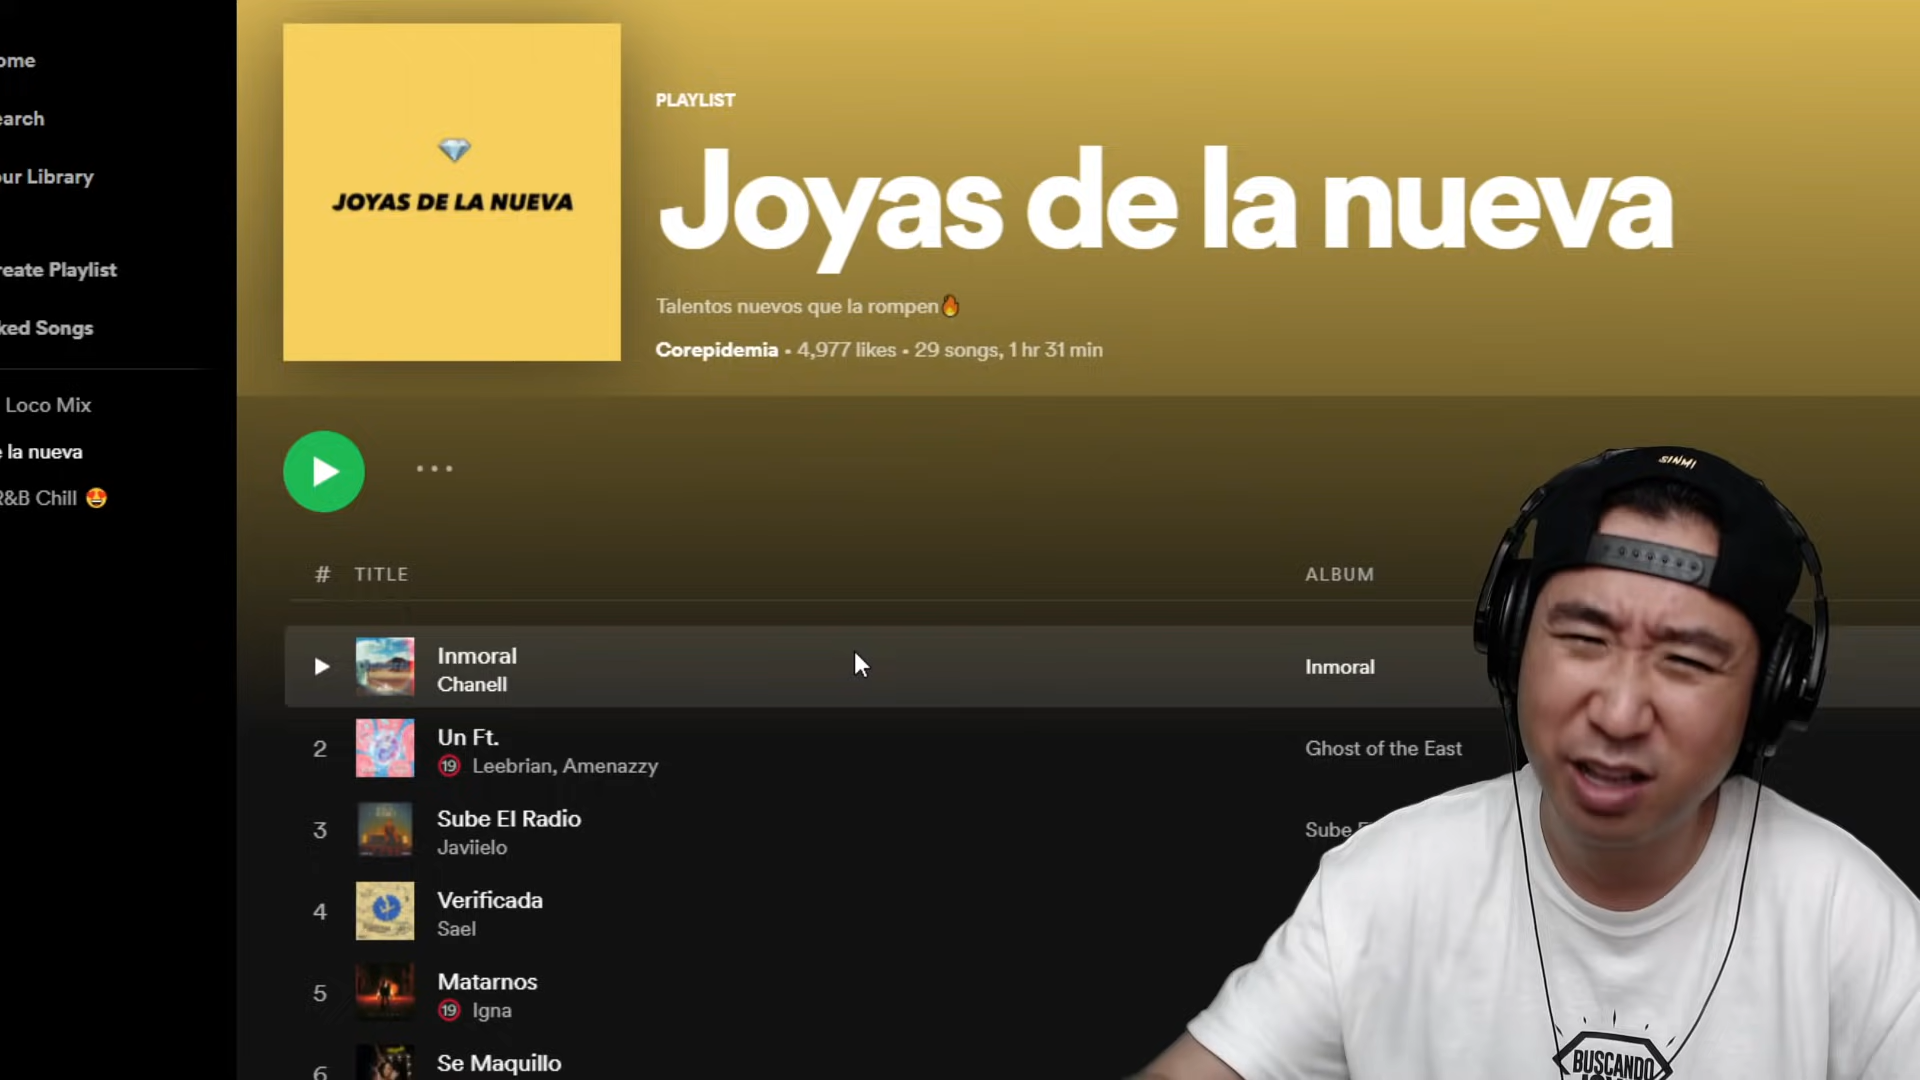 ome
earch
our Library
reate Playlist
ked Songs
Loco Mix
e la nueva
R&B Chill 😍
JOYAS DE LA NUEVA
PLAYLIST
Joyas de la nueva
Talentos nuevos que la rompen🔥
Corepidemia • 4,977 likes • 29 songs, 1 hr 31 min
# TITLE ALBUM
Inmoral
Chanell
Inmoral
2 Un Ft.
19 Leebrian, Amenazzy
Ghost of the East
3 Sube El Radio
Javiielo
Sube
4 Verificada
Sael
5 Matarnos
19 Igna
6 Se Maquillo
SINMI
BUSCANDO